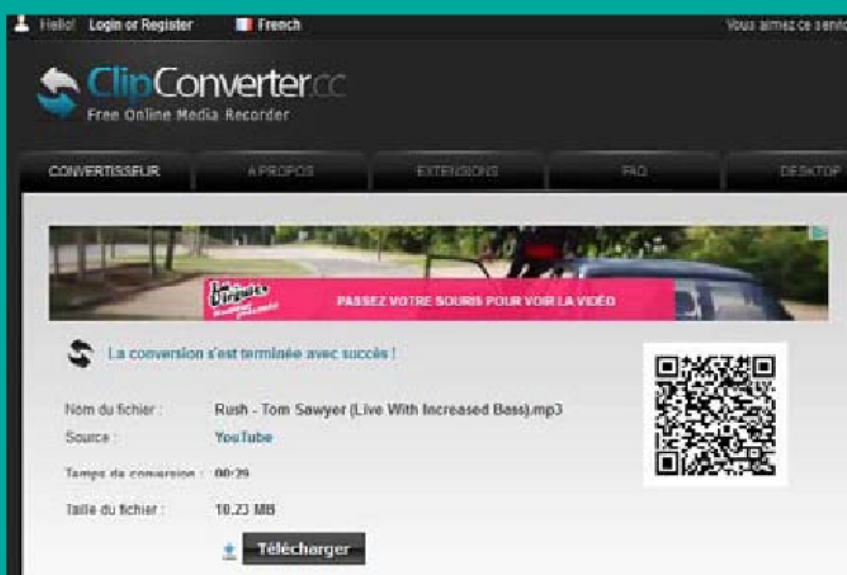 Hello! Login or Register French Vous aimez ce servic
ClipConverter.cc
Free Online Media Recorder
CONVERTISSEUR A PROPOS EXTENSIONS FAQ DESKTOP
PASSEZ VOTRE SOURIS POUR VOIR LA VIDÉO
La conversion s'est terminée avec succès !
Nom du fichier : Rush - Tom Sawyer (Live With Increased Bass).mp3
Source : YouTube
Temps de conversion : 00:29
Taille du fichier : 10.23 MB
Télécharger